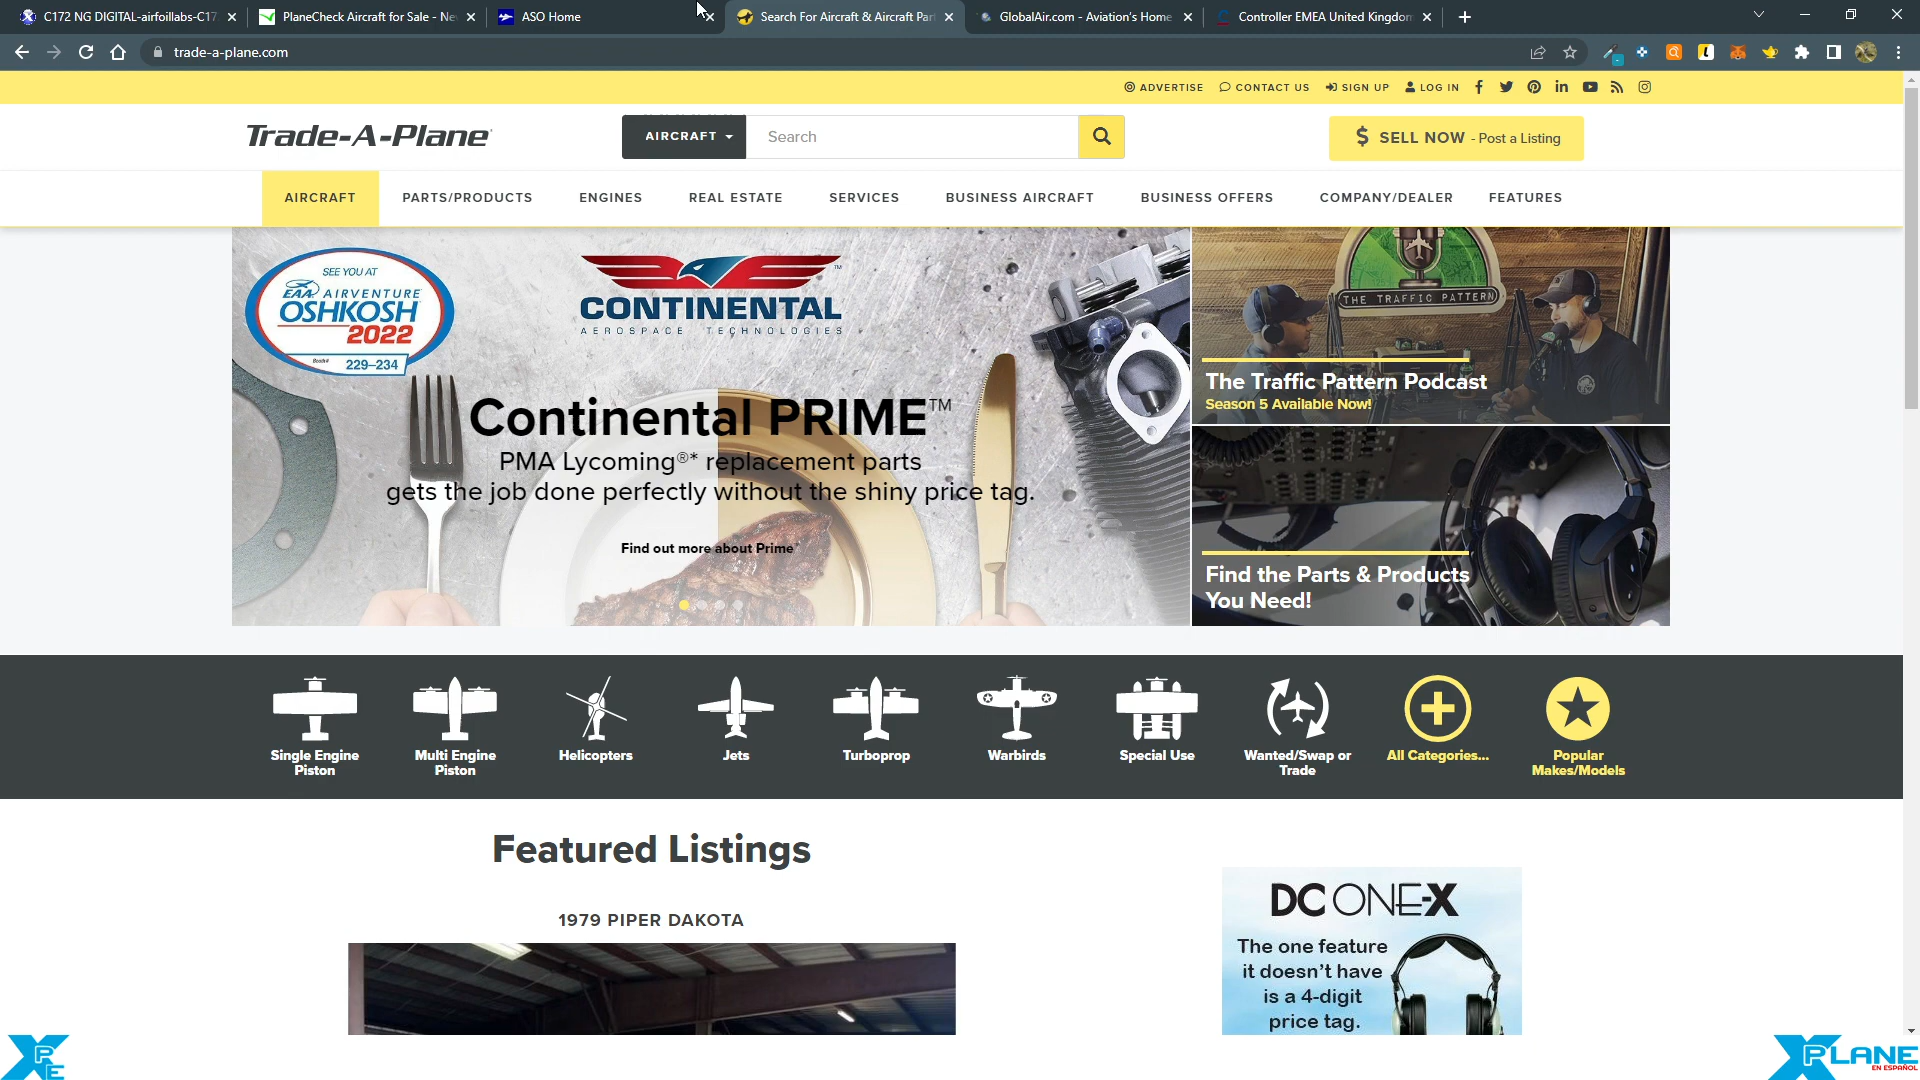 C172 NG DIGITAL-airfoillabs-C17
PlaneCheck Aircraft for Sale - Ne
ASO Home
Search For Aircraft & Aircraft Par
GlobalAir.com - Aviation's Home
Controller EMEA United Kingdom
trade-a-plane.com
ADVERTISE
CONTACT US
SIGN UP
LOG IN
Trade-A-Plane
AIRCRAFT
Search
$ SELL NOW - Post a Listing
AIRCRAFT
PARTS/PRODUCTS
ENGINES
REAL ESTATE
SERVICES
BUSINESS AIRCRAFT
BUSINESS OFFERS
COMPANY/DEALER
FEATURES
SEE YOU AT
EAA AIRVENTURE
OSHKOSH
2022
Booth#
229-234
CONTINENTAL™
AEROSPACE TECHNOLOGIES
Continental PRIME™
PMA Lycoming®* replacement parts
gets the job done perfectly without the shiny price tag.
Find out more about Prime
THE TRAFFIC PATTERN
The Traffic Pattern Podcast
Season 5 Available Now!
Find the Parts & Products
You Need!
Single Engine
Piston
Multi Engine
Piston
Helicopters
Jets
Turboprop
Warbirds
Special Use
Wanted/Swap or
Trade
All Categories...
Popular
Makes/Models
Featured Listings
1979 PIPER DAKOTA
DC ONE-X
The one feature
it doesn't have
is a 4-digit
price tag.
XPE
XPLANE
EN ESPAÑOL